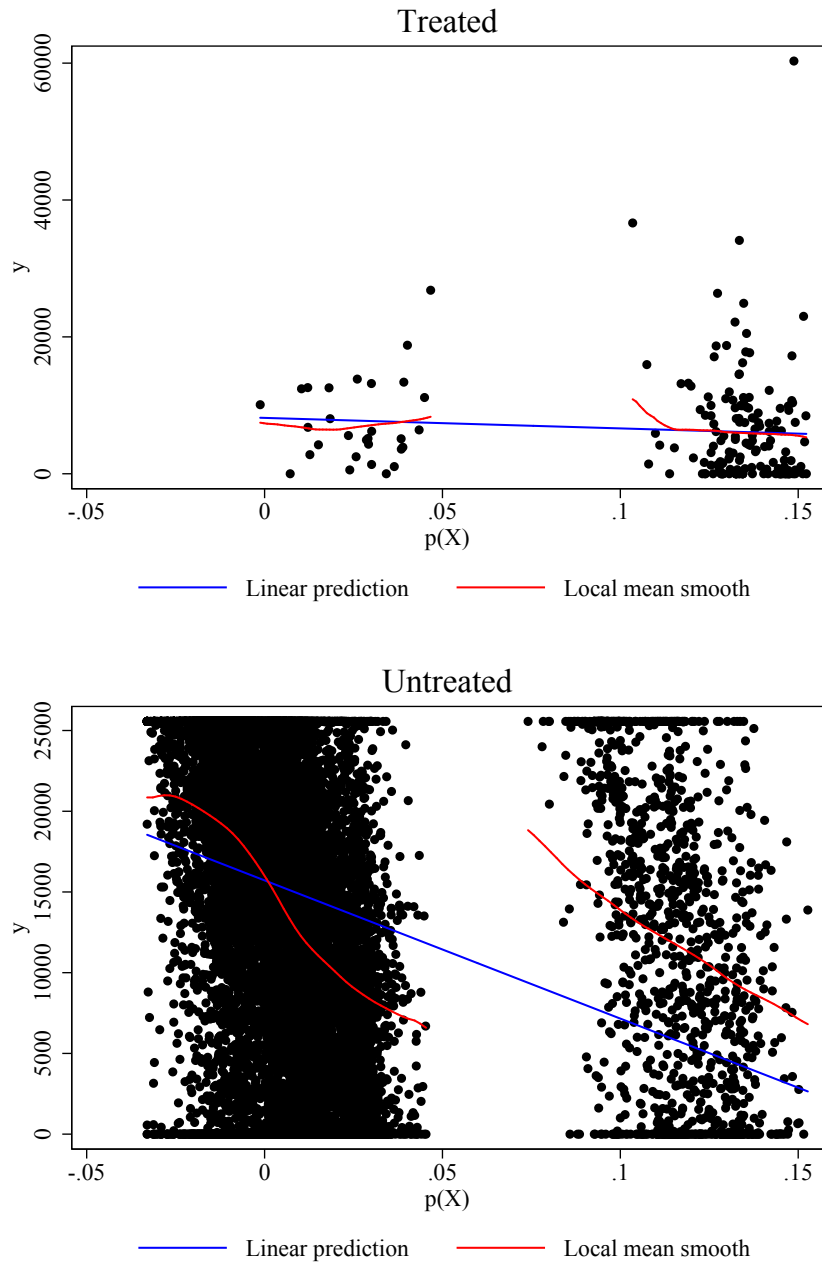 Treated
60000
40000
20000
0
y
-.05 0 .05 .1 .15
p(X)
Linear prediction Local mean smooth
Untreated
25000
20000
15000
10000
5000
0
y
-.05 0 .05 .1 .15
p(X)
Linear prediction Local mean smooth